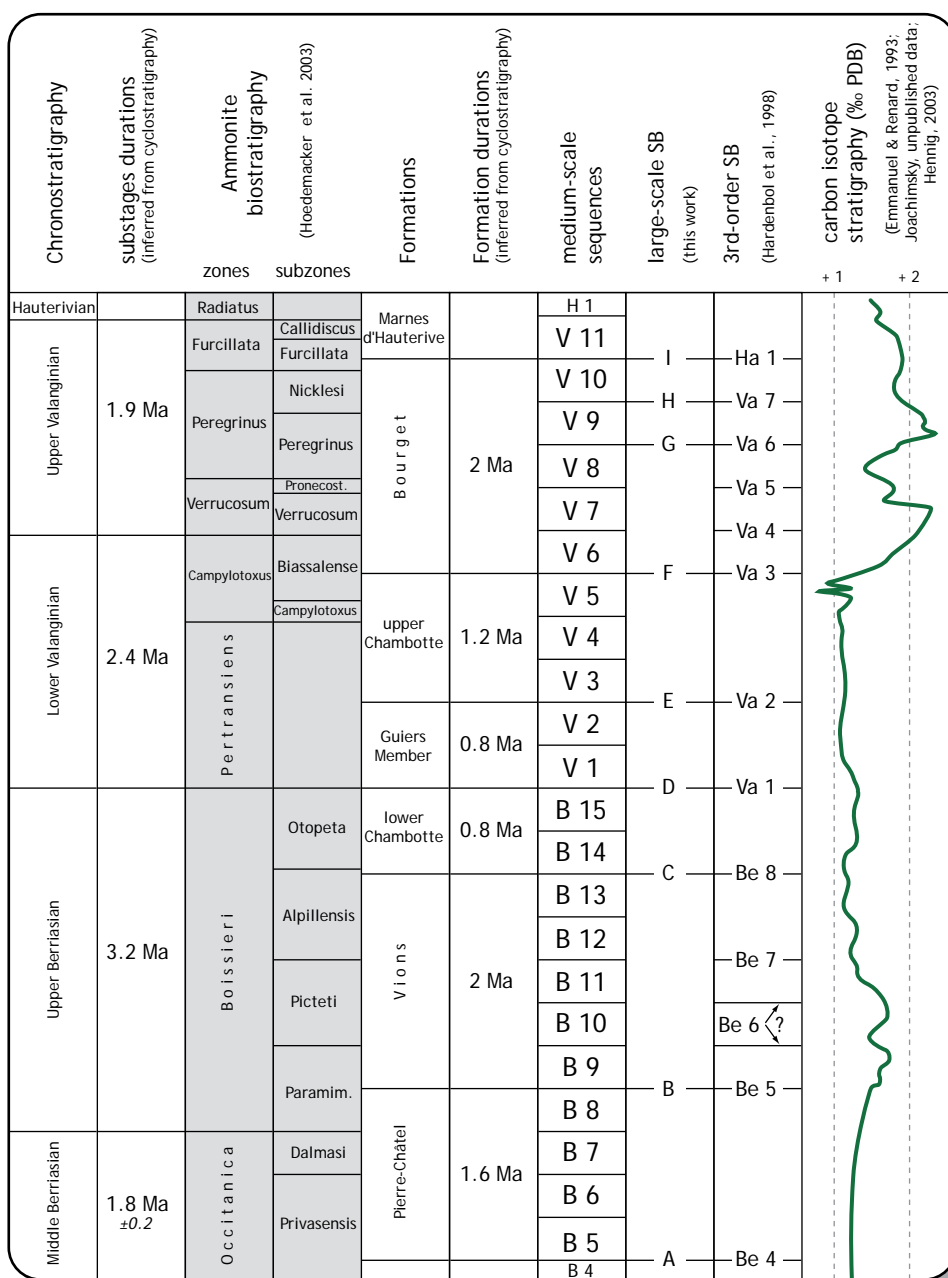 Chronostratigraphy
substages durations
(inferred from cyclostratigraphy)
Ammonite
biostratigraphy
(Hoedemacker et al. 2003)
zones
subzones
Formations
Formation durations
(inferred from cyclostratigraphy)
medium-scale
sequences
large-scale SB
(this work)
3rd-order SB
(Hardenbol et al., 1998)
carbon isotope
stratigraphy (‰ PDB)
(Emmanuel & Renard, 1993;
Joachimsky, unpublished data;
Hennig, 2003)
+ 1
+ 2
Hauterivian
Upper Valanginian
Lower Valanginian
Upper Berriasian
Middle Berriasian
1.9 Ma
2.4 Ma
3.2 Ma
1.8 Ma
±0.2
Radiatus
Furcillata
Peregrinus
Verrucosum
Campylotoxus
Pertransiens
Boissieri
Occitanica
Callidiscus
Furcillata
Nicklesi
Peregrinus
Pronecost.
Verrucosum
Biassalense
Campylotoxus
Otopeta
Alpillensis
Picteti
Paramim.
Dalmasi
Privasensis
Marnes
d'Hauterive
Bourget
upper
Chambotte
Guiers
Member
lower
Chambotte
Vions
Pierre-Châtel
2 Ma
1.2 Ma
0.8 Ma
0.8 Ma
2 Ma
1.6 Ma
H 1
V 11
V 10
V 9
V 8
V 7
V 6
V 5
V 4
V 3
V 2
V 1
B 15
B 14
B 13
B 12
B 11
B 10
B 9
B 8
B 7
B 6
B 5
B 4
I
H
G
F
E
D
C
B
A
Ha 1
Va 7
Va 6
Va 5
Va 4
Va 3
Va 2
Va 1
Be 8
Be 7
Be 6 ?
Be 5
Be 4